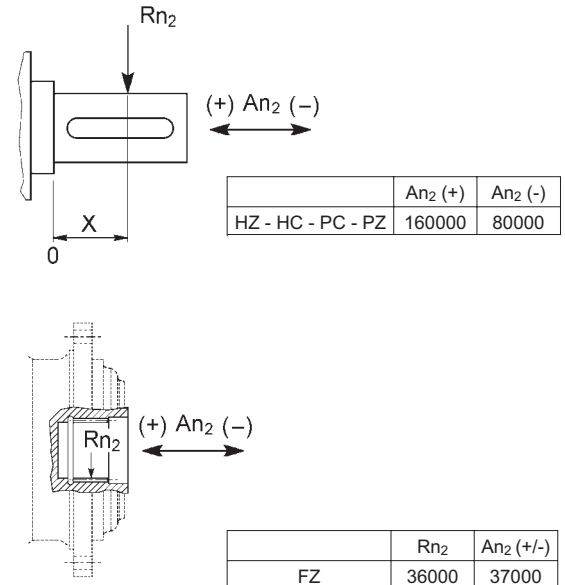 Rn2
(+) An2 (−)
An2 (+) An2 (-)
HZ - HC - PC - PZ 160000 80000
X
0
Rn2
(+) An2 (−)
Rn2 An2 (+/-)
FZ 36000 37000